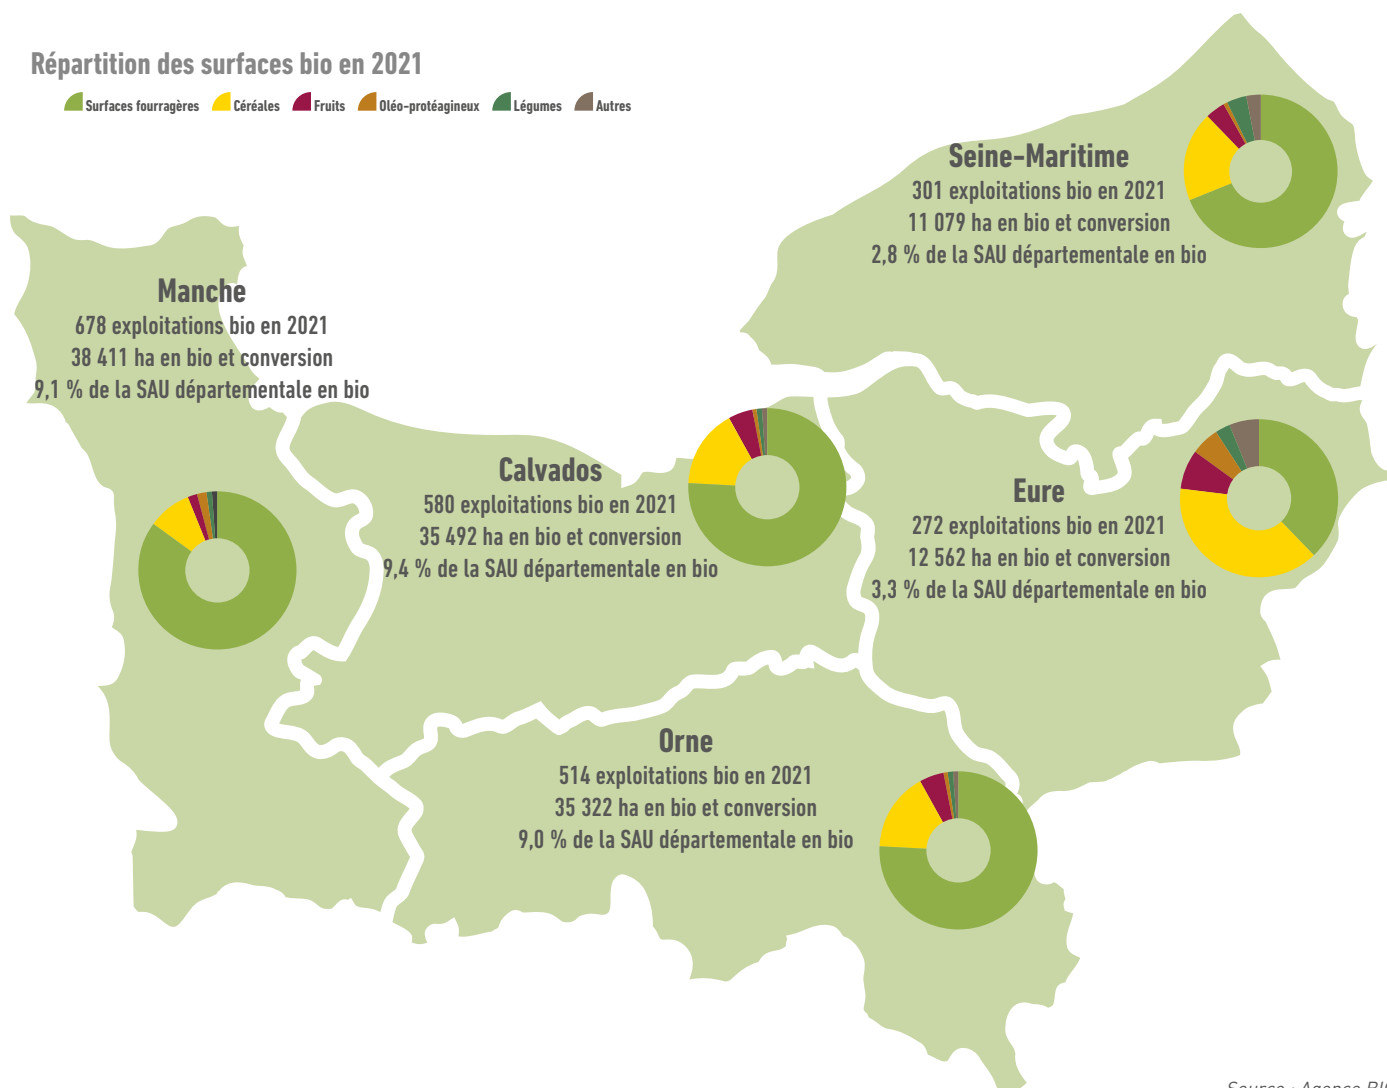 Répartition des surfaces bio en 2021
Surfaces fourragères Céréales Fruits Oléo-protéagineux Légumes Autres
Seine-Maritime
301 exploitations bio en 2021
11 079 ha en bio et conversion
2,8 % de la SAU départementale en bio
Manche
678 exploitations bio en 2021
38 411 ha en bio et conversion
9,1 % de la SAU départementale en bio
Calvados
580 exploitations bio en 2021
35 492 ha en bio et conversion
9,4 % de la SAU départementale en bio
Eure
272 exploitations bio en 2021
12 562 ha en bio et conversion
3,3 % de la SAU départementale en bio
Orne
514 exploitations bio en 2021
35 322 ha en bio et conversion
9,0 % de la SAU départementale en bio
Source : Agence